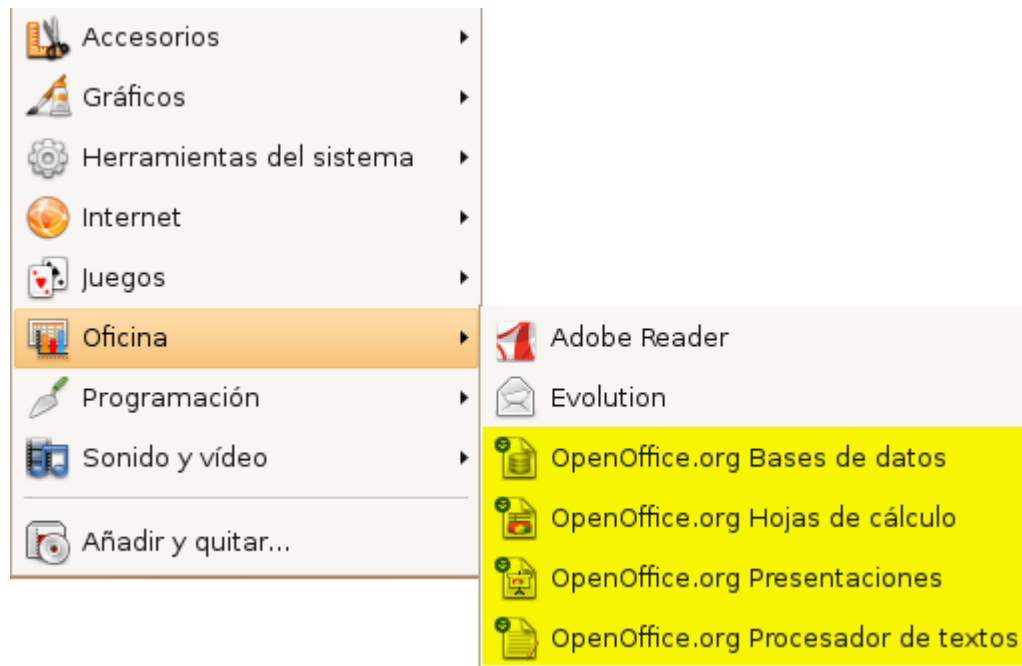 Accesorios
Gráficos
Herramientas del sistema
Internet
Juegos
Oficina
Programación
Sonido y vídeo
Añadir y quitar...
Adobe Reader
Evolution
OpenOffice.org Bases de datos
OpenOffice.org Hojas de cálculo
OpenOffice.org Presentaciones
OpenOffice.org Procesador de textos